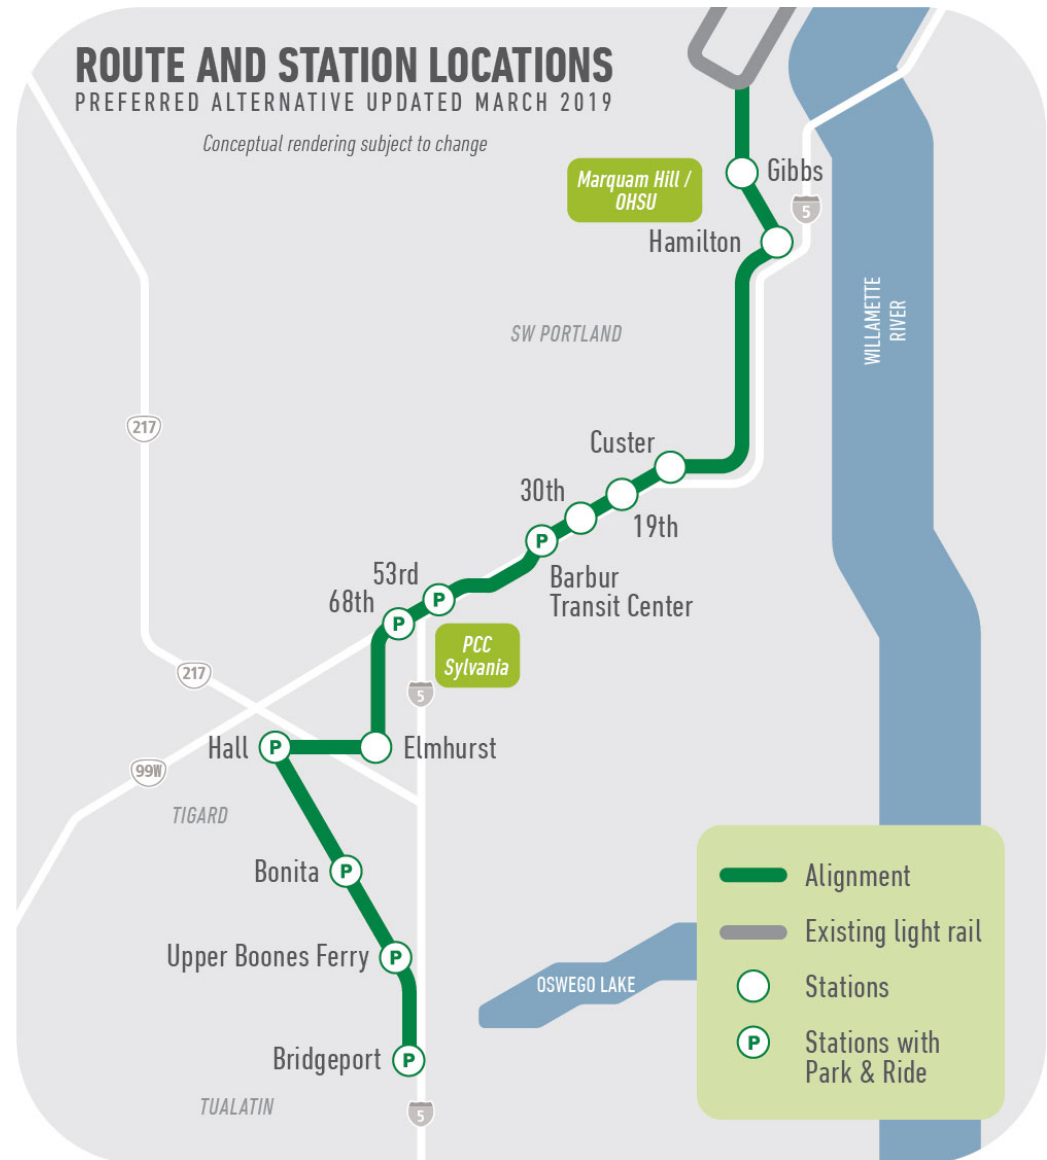 ROUTE AND STATION LOCATIONS
PREFERRED ALTERNATIVE UPDATED MARCH 2019
Conceptual rendering subject to change
Marquam Hill /
OHSU
Gibbs
5
Hamilton
WILLAMETTE
RIVER
SW PORTLAND
217
Custer
30th
19th
P
Barbur
Transit Center
53rd
P
68th
P
PCC
Sylvania
217
5
Hall
P
Elmhurst
99W
TIGARD
Bonita
P
Upper Boones Ferry
P
OSWEGO LAKE
Bridgeport
P
TUALATIN
5
Alignment
Existing light rail
Stations
P
Stations with
Park & Ride